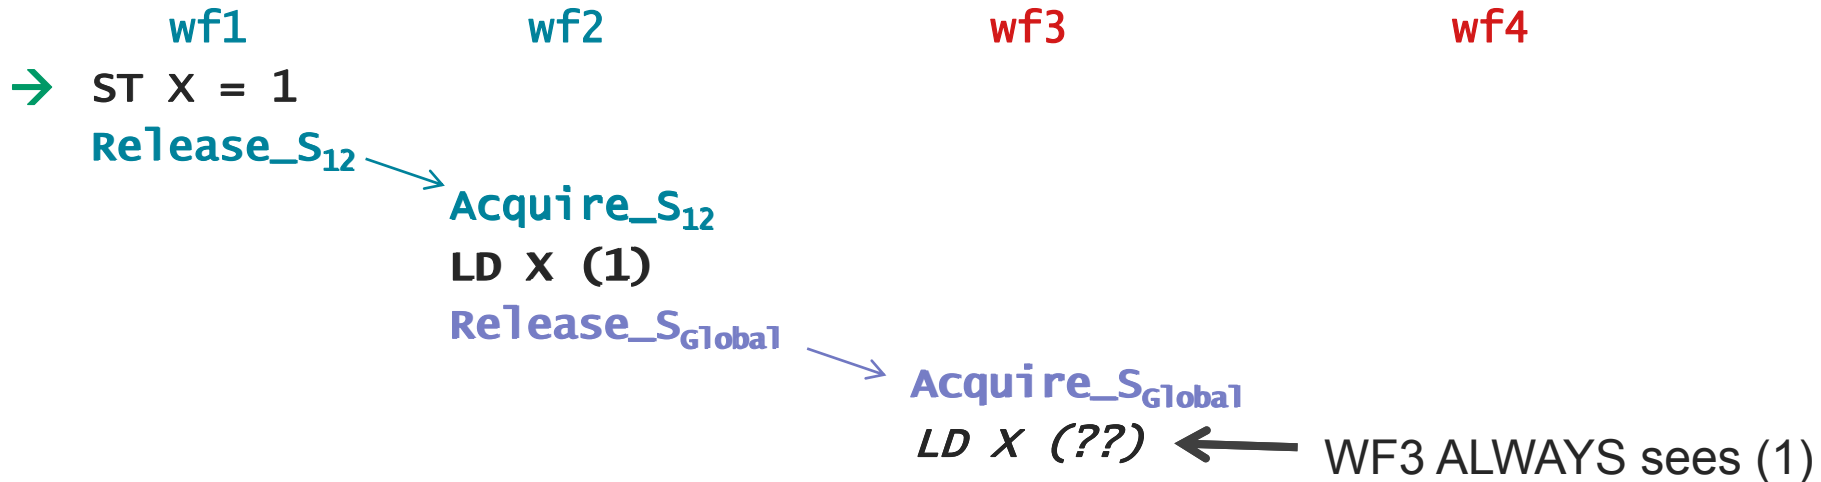 wf1 wf2 wf3 wf4
→ ST X = 1
Release_S12
Acquire_S12
LD X (1)
Release_SGlobal
Acquire_SGlobal
LD X (??)
WF3 ALWAYS sees (1)